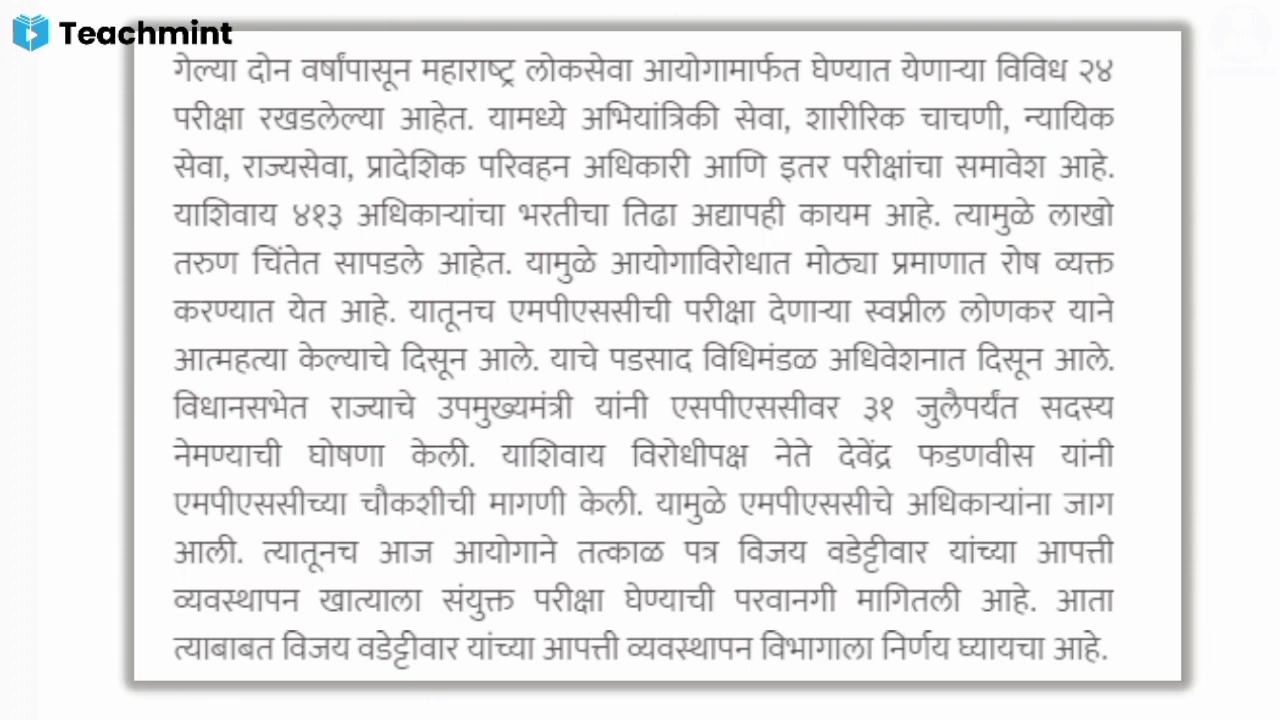 Teachmint
गेल्या दोन वर्षांपासून महाराष्ट्र लोकसेवा आयोगामार्फत घेण्यात येणाऱ्या विविध २४
परीक्षा रखडलेल्या आहेत. यामध्ये अभियांत्रिकी सेवा, शारीरिक चाचणी, न्यायिक
सेवा, राज्यसेवा, प्रादेशिक परिवहन अधिकारी आणि इतर परीक्षांचा समावेश आहे.
याशिवाय ४१३ अधिकाऱ्यांचा भरतीचा तिढा अद्यापही कायम आहे. त्यामुळे लाखो
तरुण चिंतेत सापडले आहेत. यामुळे आयोगाविरोधात मोठ्या प्रमाणात रोष व्यक्त
करण्यात येत आहे. यातूनच एमपीएससीची परीक्षा देणाऱ्या स्वप्नील लोणकर याने
आत्महत्या केल्याचे दिसून आले. याचे पडसाद विधिमंडळ अधिवेशनात दिसून आले.
विधानसभेत राज्याचे उपमुख्यमंत्री यांनी एसपीएससीवर ३१ जुलैपर्यंत सदस्य
नेमण्याची घोषणा केली. याशिवाय विरोधीपक्ष नेते देवेंद्र फडणवीस यांनी
एमपीएससीच्या चौकशीची मागणी केली. यामुळे एमपीएससीचे अधिकाऱ्यांना जाग
आली. त्यातूनच आज आयोगाने तत्काळ पत्र विजय वडेट्टीवार यांच्या आपत्ती
व्यवस्थापन खात्याला संयुक्त परीक्षा घेण्याची परवानगी मागितली आहे. आता
त्याबाबत विजय वडेट्टीवार यांच्या आपत्ती व्यवस्थापन विभागाला निर्णय घ्यायचा आहे.